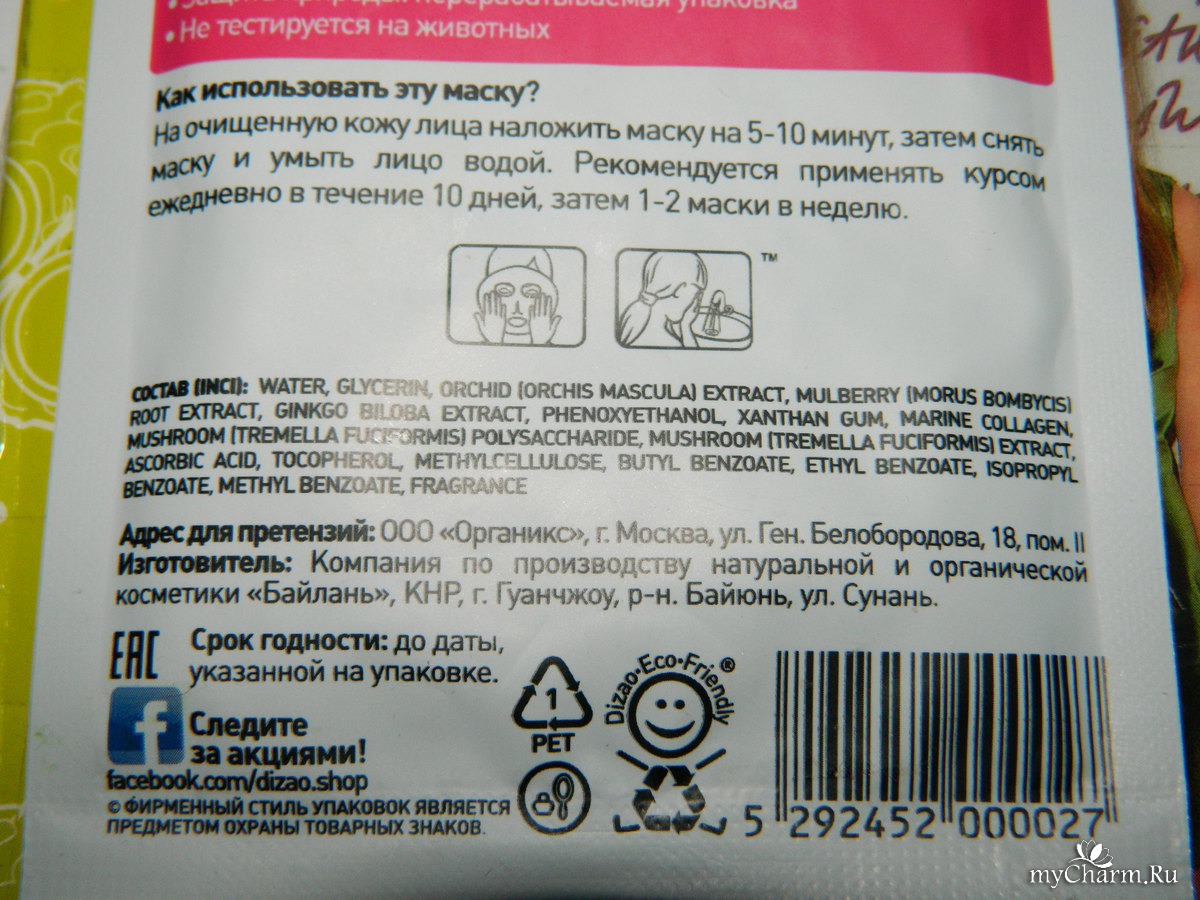 • Защита природы: перерабатываемая упаковка
• Не тестируется на животных
Как использовать эту маску?
На очищенную кожу лица наложить маску на 5-10 минут, затем снять
маску и умыть лицо водой. Рекомендуется применять курсом
ежедневно в течение 10 дней, затем 1-2 маски в неделю.
TM
СОСТАВ (INCI): WATER, GLYCERIN, ORCHID (ORCHIS MASCULA) EXTRACT, MULBERRY (MORUS BOMBYCIS)
ROOT EXTRACT, GINKGO BILOBA EXTRACT, PHENOXYETHANOL, XANTHAN GUM, MARINE COLLAGEN,
MUSHROOM (TREMELLA FUCIFORMIS) POLYSACCHARIDE, MUSHROOM (TREMELLA FUCIFORMIS) EXTRACT,
ASCORBIC ACID, TOCOPHEROL, METHYLCELLULOSE, BUTYL BENZOATE, ETHYL BENZOATE, ISOPROPYL
BENZOATE, METHYL BENZOATE, FRAGRANCE
Адрес для претензий: ООО «Органикс», г. Москва, ул. Ген. Белобородова, 18, пом. II
Изготовитель: Компания по производству натуральной и органической
косметики «Байлань», КНР, г. Гуанчжоу, р-н. Байюнь, ул. Сунань.
EAC
Срок годности: до даты,
указанной на упаковке.
f
Следите
за акциями!
facebook.com/dizao.shop
© ФИРМЕННЫЙ СТИЛЬ УПАКОВОК ЯВЛЯЕТСЯ
ПРЕДМЕТОМ ОХРАНЫ ТОВАРНЫХ ЗНАКОВ.
1
PET
Dizao•Eco•Friendly ®
5 292452 000027
myCharm.Ru